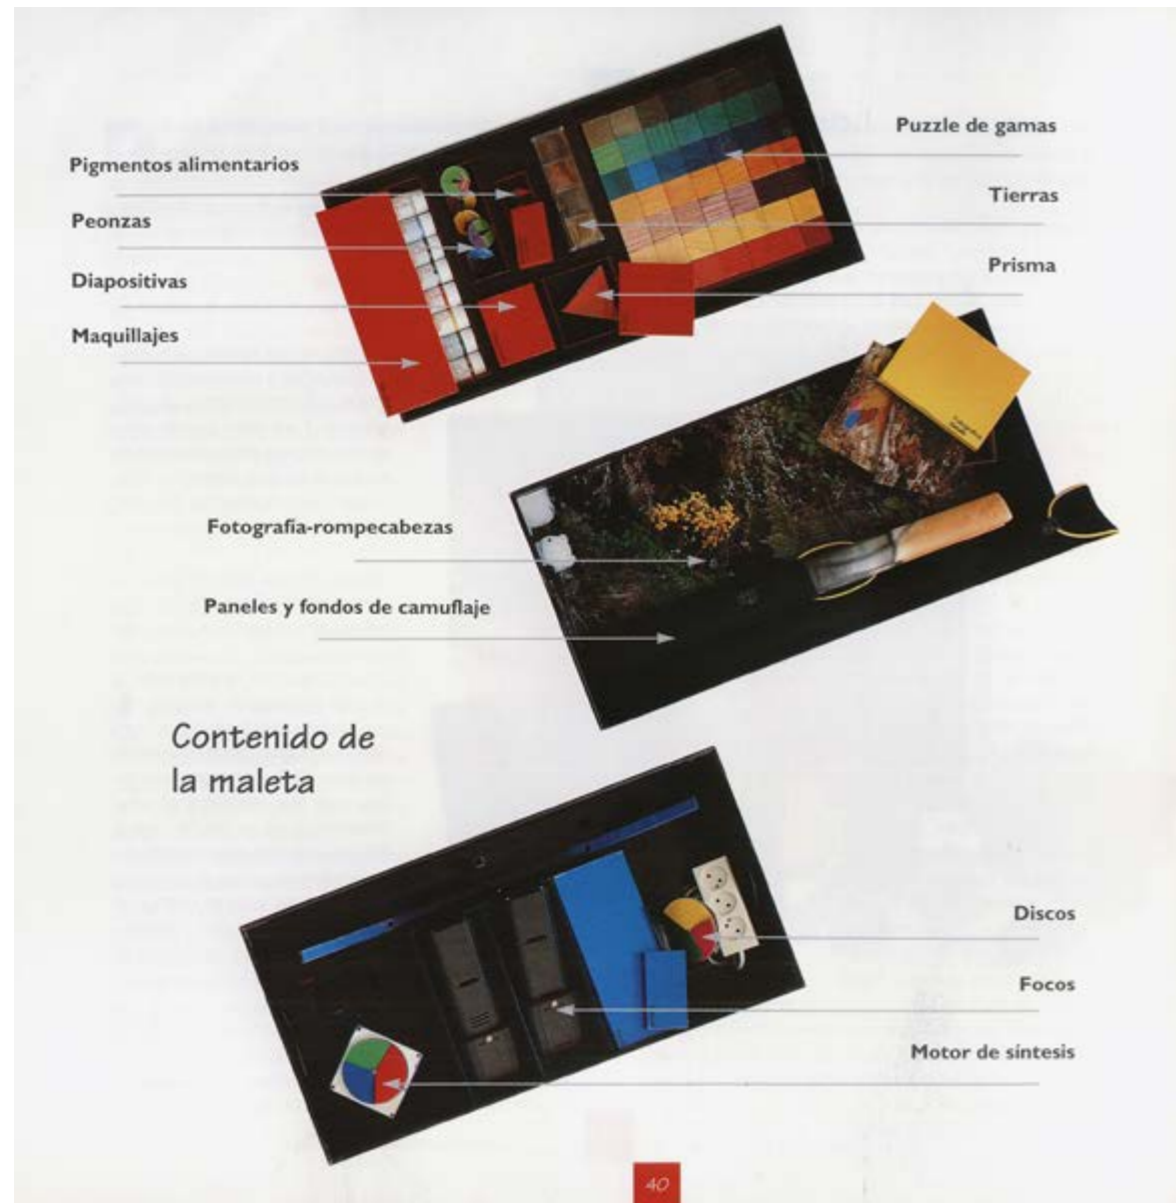 Puzzle de gamas
Pigmentos alimentarios
Tierras
Peonzas
Prisma
Diapositivas
Maquillajes
Fotografía-rompecabezas
Paneles y fondos de camuflaje
Contenido de
la maleta
Discos
Focos
Motor de síntesis
40